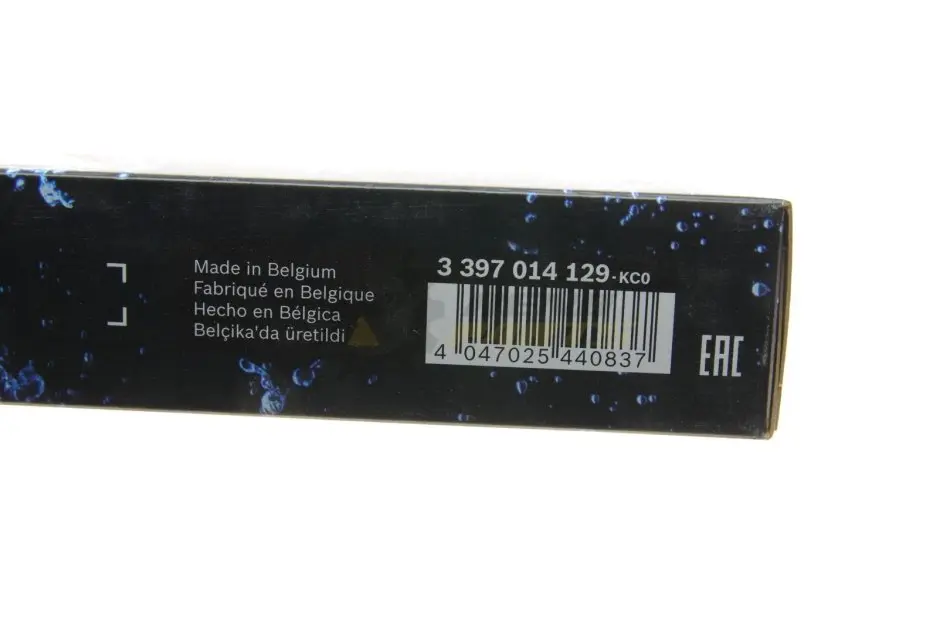 Made in Belgium
Fabriqué en Belgique
Hecho en Bélgica
Belçika'da üretildi
3 397 014 129-KC0
4 047025 440837
EAC